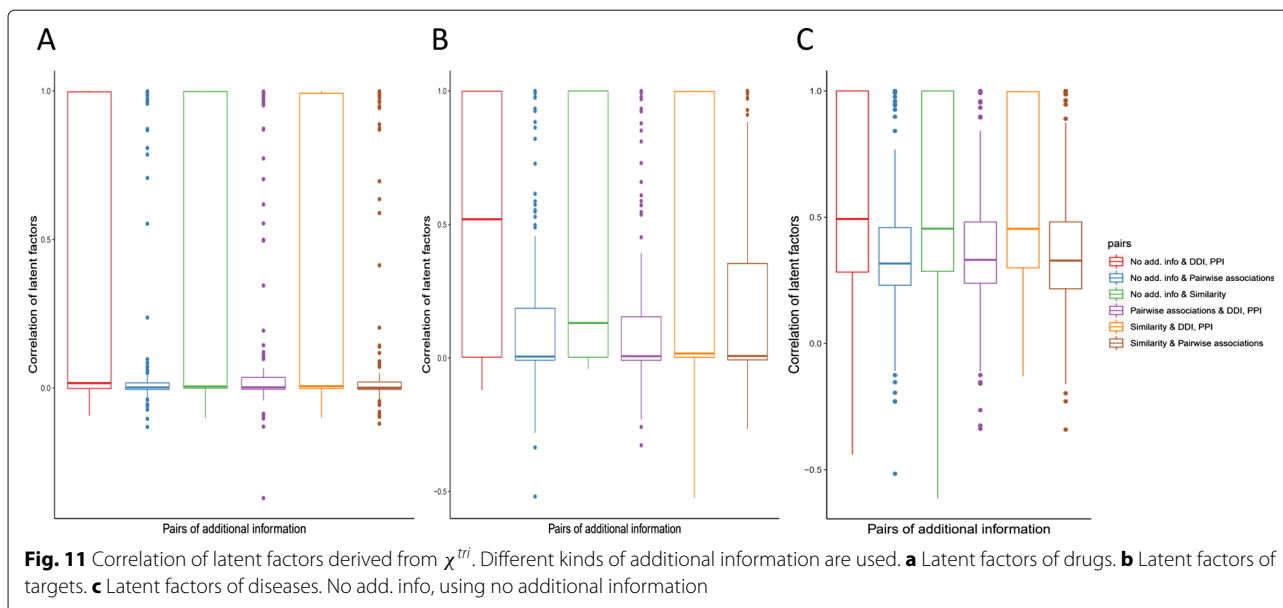 A
Correlation of latent factors
1.0
0.5
0.0
Pairs of additional information
B
Correlation of latent factors
1.0
0.5
0.0
−0.5
Pairs of additional information
C
Correlation of latent factors
1.0
0.5
0.0
−0.5
Pairs of additional information
pairs
No add. info & DDI, PPI
No add. info & Pairwise associations
No add. info & Similarity
Pairwise associations & DDI, PPI
Similarity & DDI, PPI
Similarity & Pairwise associations
Fig. 11 Correlation of latent factors derived from χ^tri. Different kinds of additional information are used. a Latent factors of drugs. b Latent factors of
targets. c Latent factors of diseases. No add. info, using no additional information